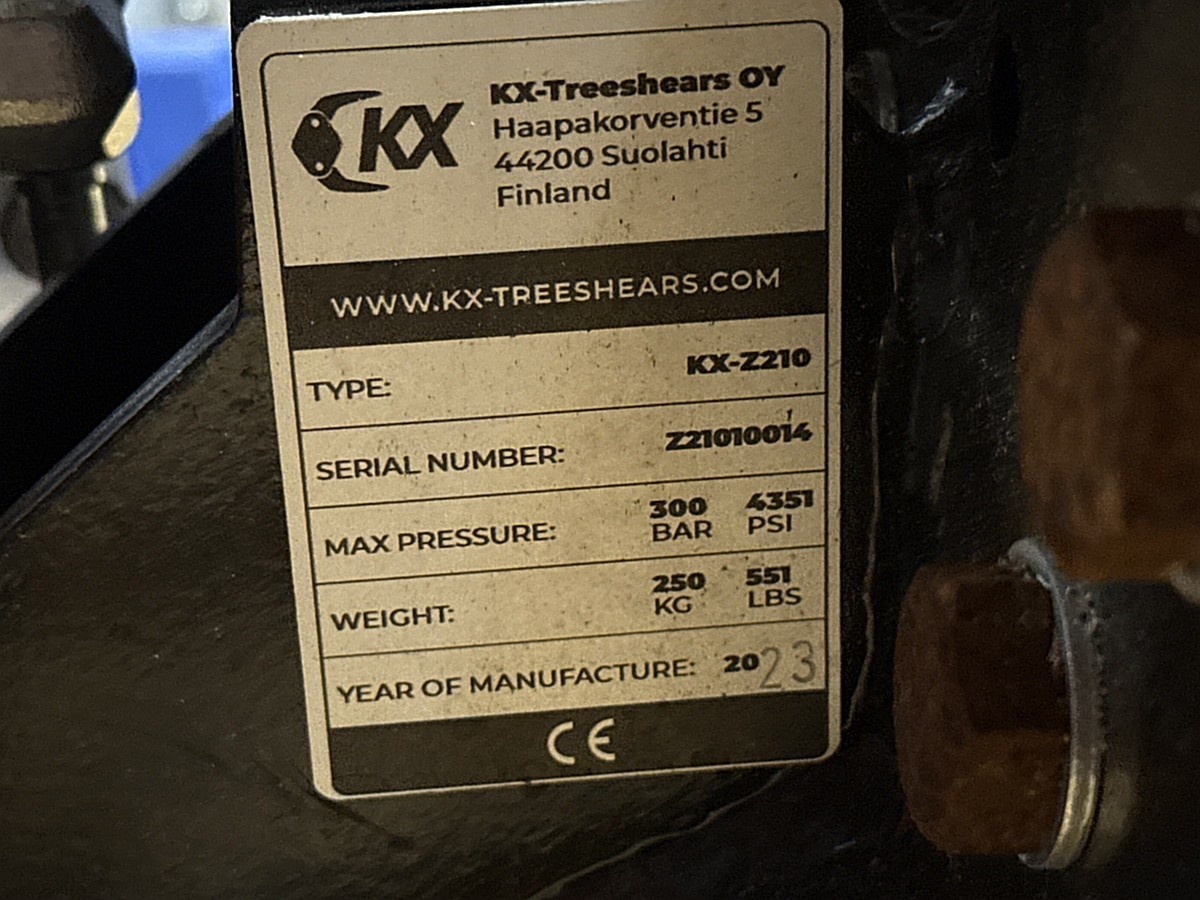 KX
KX-Treeshears OY
Haapakorventie 5
44200 Suolahti
Finland
WWW.KX-TREESHEARS.COM
TYPE: KX-Z210
SERIAL NUMBER: Z21010014
MAX PRESSURE: 300 BAR 4351 PSI
WEIGHT: 250 KG 551 LBS
YEAR OF MANUFACTURE: 2023
CE